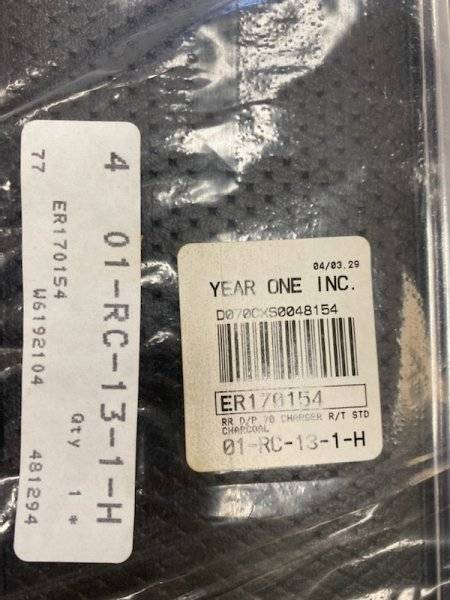 4 01-RC-13-1-H
Qty 1 *
ER170154 W6192104 481294
77
04/03.29
YEAR ONE INC.
D070CXS0048154
ER170154
RR D/P 70 CHARGER R/T STD
CHARCOAL
01-RC-13-1-H